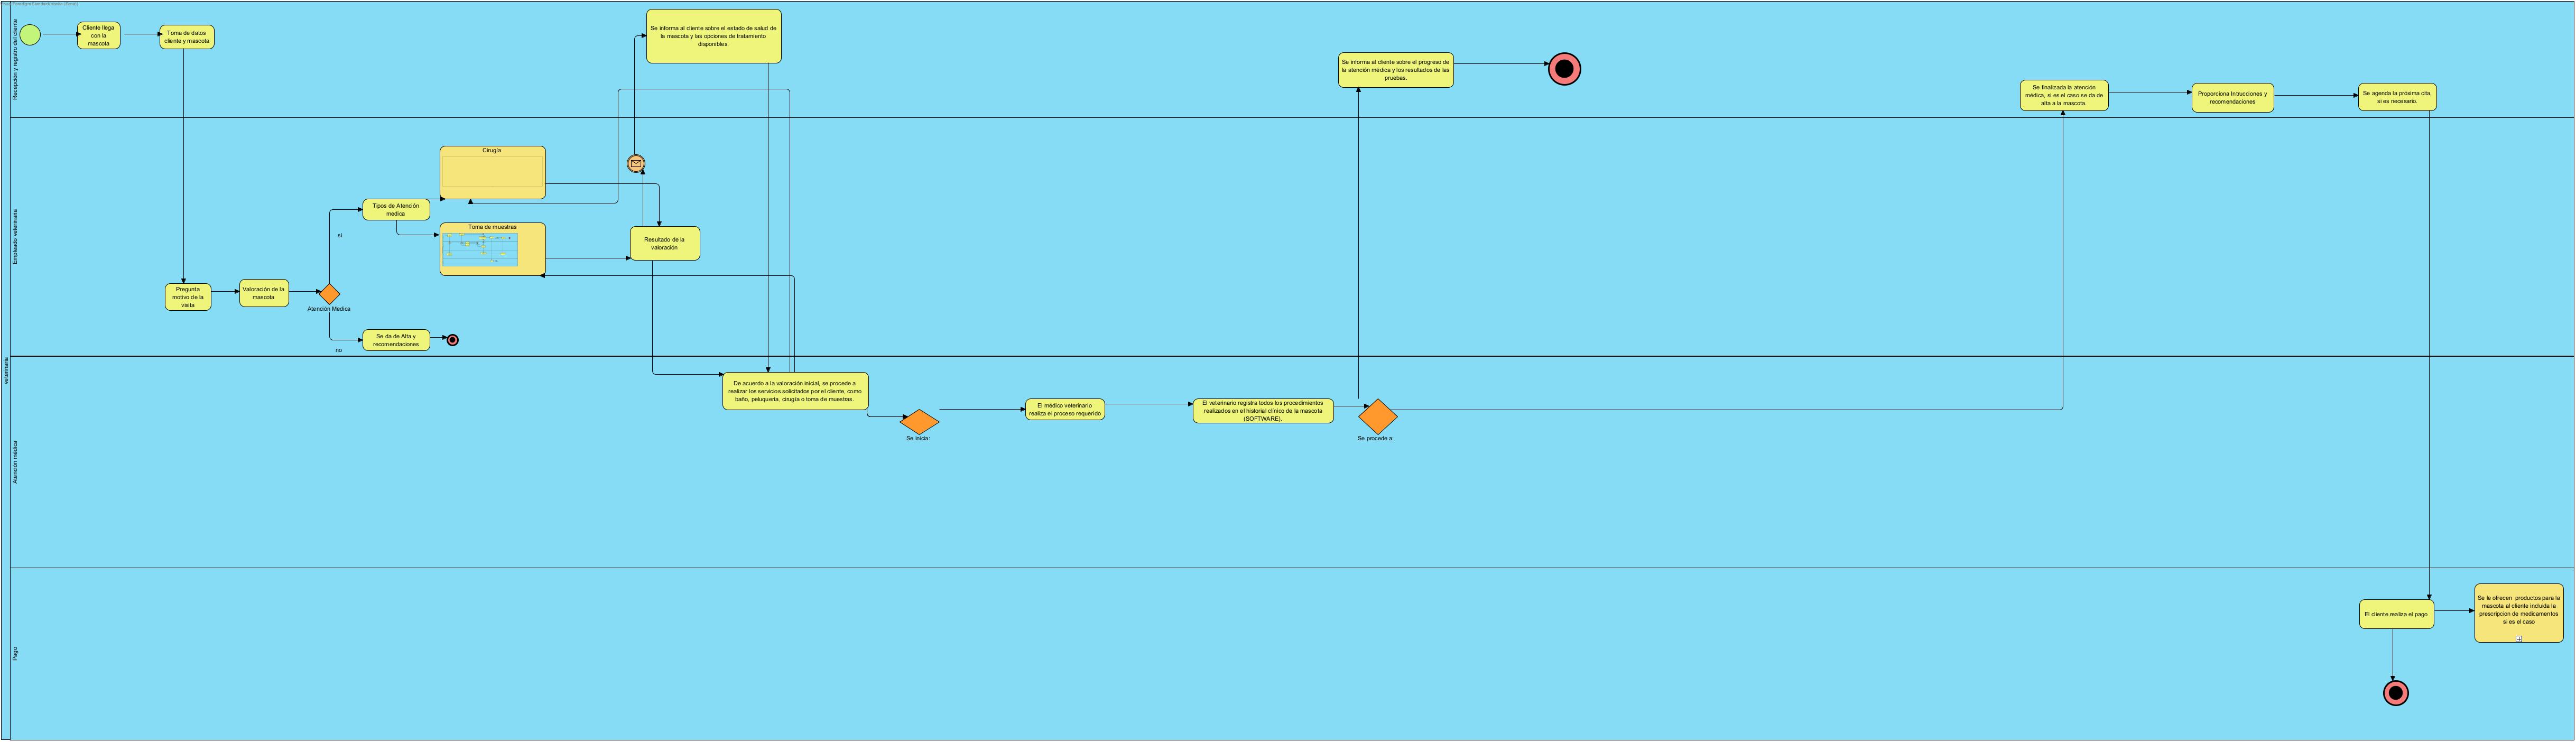 veterinaria
Recepción y registro del cliente
Cliente llega
con la
mascota
Toma de datos
cliente y mascota
Se informa al cliente sobre el estado de salud de
la mascota y las opciones de tratamiento
disponibles.
Se informa al cliente sobre el progreso de
la atención médica y los resultados de las
pruebas.
Se finalizada la atención
médica, si es el caso se da de
alta a la mascota.
Proporciona Intrucciones y
recomendaciones
Se agenda la próxima cita,
si es necesario.
Empleado veterinaria
Cirugía
Tipos de Atención
medica
Toma de muestras
si
Resultado de la
valoración
Pregunta
motivo de la
visita
Valoración de la
mascota
Atención Medica
Se da de Alta y
recomendaciones
no
Atención médica
De acuerdo a la valoración inicial, se procede a
realizar los servicios solicitados por el cliente, como
baño, peluquería, cirugía o toma de muestras.
Se inicia:
El médico veterinario
realiza el proceso requerido
El veterinario registra todos los procedimientos
realizados en el historial clínico de la mascota
(SOFTWARE).
Se procede a:
Pago
El cliente realiza el pago
Se le ofrecen productos para la
mascota al cliente incluida la
prescripcion de medicamentos
si es el caso